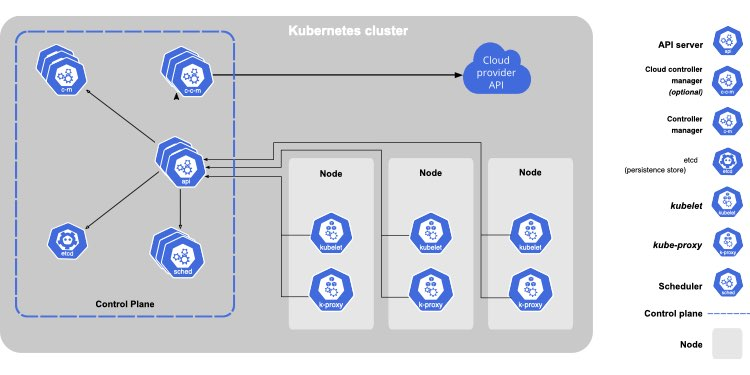 Kubernetes cluster
c-m
c-c-m
Cloud
provider
API
api
etcd
sched
Control Plane
Node
Node
Node
kubelet
kubelet
kubelet
k-proxy
k-proxy
k-proxy
API server
api
Cloud controller
manager
(optional)
c-c-m
Controller
manager
c-m
etcd
(persistence store)
etcd
kubelet
kubelet
kube-proxy
k-proxy
Scheduler
sched
Control plane
Node